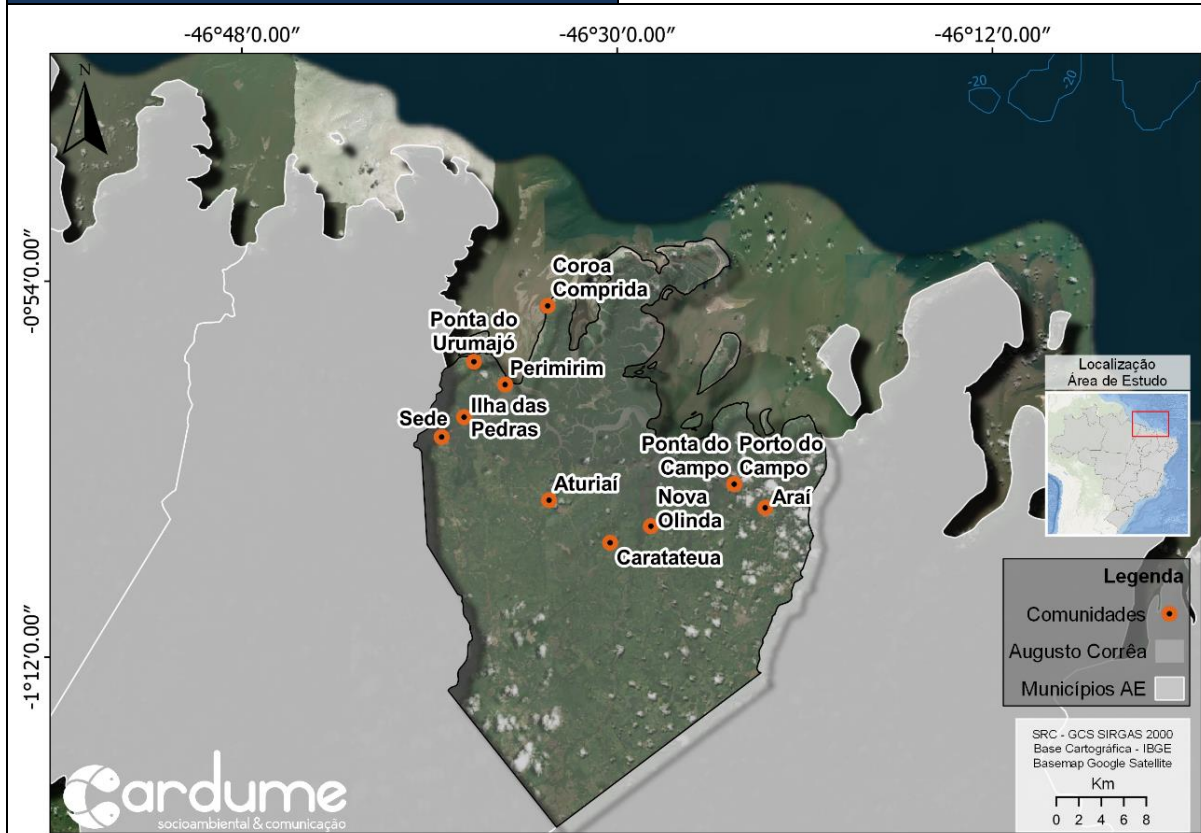 -46°48'0.00"
-46°30'0.00"
-46°12'0.00"
N
-20
-20
-0°54'0.00"
-1°12'0.00"
Coroa
Comprida
Ponta do
Urumajó
Perimirim
Ilha das
Pedras
Sede
Aturiaí
Ponta do
Campo
Porto do
Campo
Nova
Olinda
Araí
Caratateua
Localização
Área de Estudo
Legenda
Comunidades
Augusto Corrêa
Municípios AE
SRC - GCS SIRGAS 2000
Base Cartográfica - IBGE
Basemap Google Satellite
Km
0 2 4 6 8
Cardume
socioambiental & comunicação